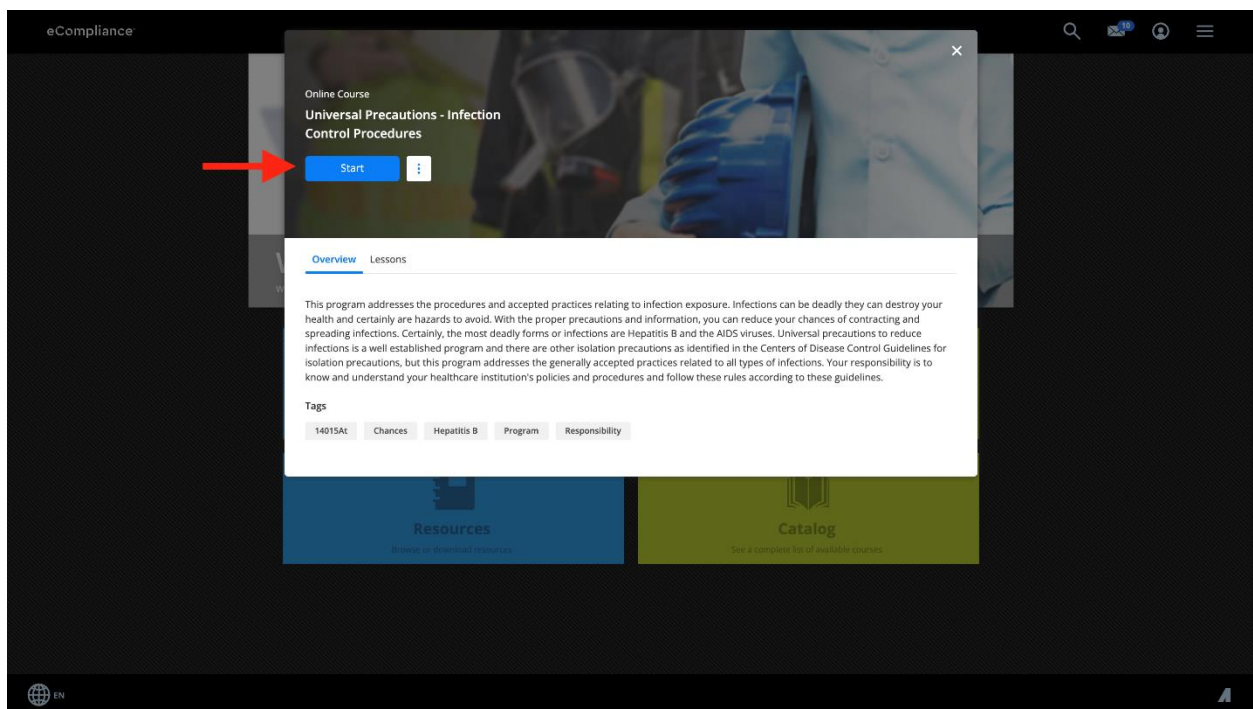 eCompliance
10
Online Course
Universal Precautions - Infection
Control Procedures
Start
Overview Lessons
This program addresses the procedures and accepted practices relating to infection exposure. Infections can be deadly they can destroy your
health and certainly are hazards to avoid. With the proper precautions and information, you can reduce your chances of contracting and
spreading infections. Certainly, the most deadly forms or infections are Hepatitis B and the AIDS viruses. Universal precautions to reduce
infections is a well established program and there are other isolation precautions as identified in the Centers of Disease Control Guidelines for
isolation precautions, but this program addresses the generally accepted practices related to all types of infections. Your responsibility is to
know and understand your healthcare institution's policies and procedures and follow these rules according to these guidelines.
Tags
14015At Chances Hepatitis B Program Responsibility
Resources Catalog
Browse or download resources. See a complete list of available courses.
EN